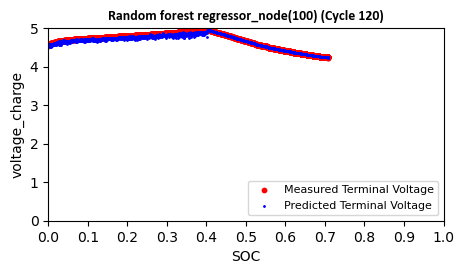 Random forest regressor_node(100) (Cycle 120)
voltage_charge
5
4
3
2
1
0
0.0 0.1 0.2 0.3 0.4 0.5 0.6 0.7 0.8 0.9 1.0
SOC
Measured Terminal Voltage
Predicted Terminal Voltage